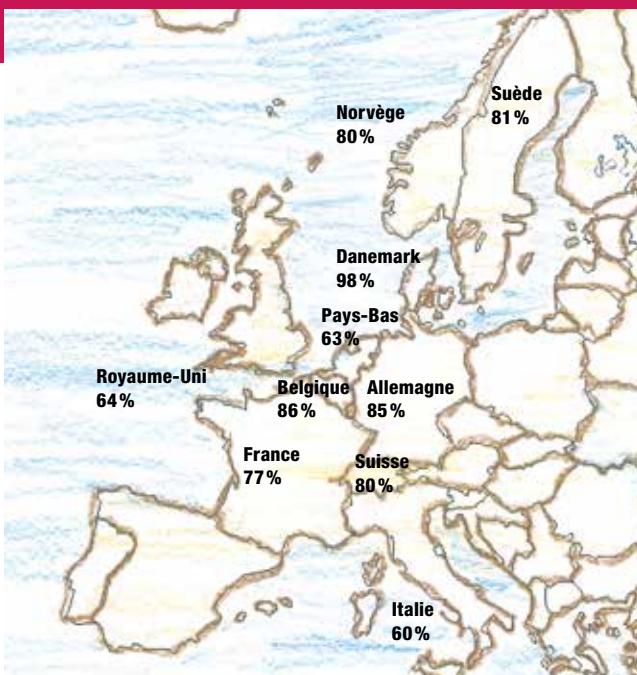 Suède
81%
Norvège
80%
Danemark
98%
Pays-Bas
63%
Royaume-Uni
64%
Belgique
86%
Allemagne
85%
France
77%
Suisse
80%
Italie
60%